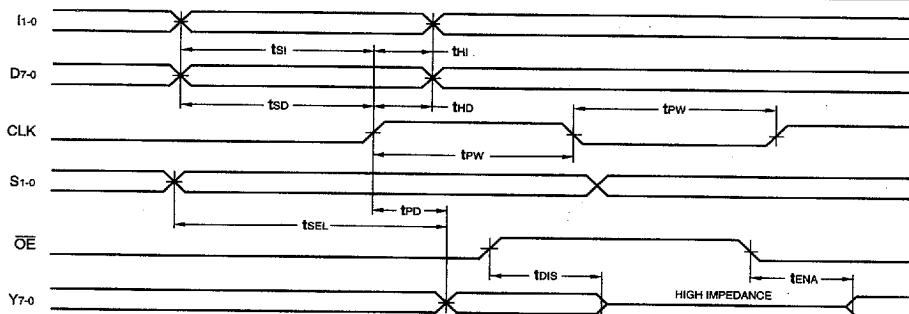 I1-0
tSI tHI
D7-0
tSD tHD tPW
CLK
tPW
S1-0
tPD
tSEL
OE
tDIS tENA
Y7-0
HIGH IMPEDANCE